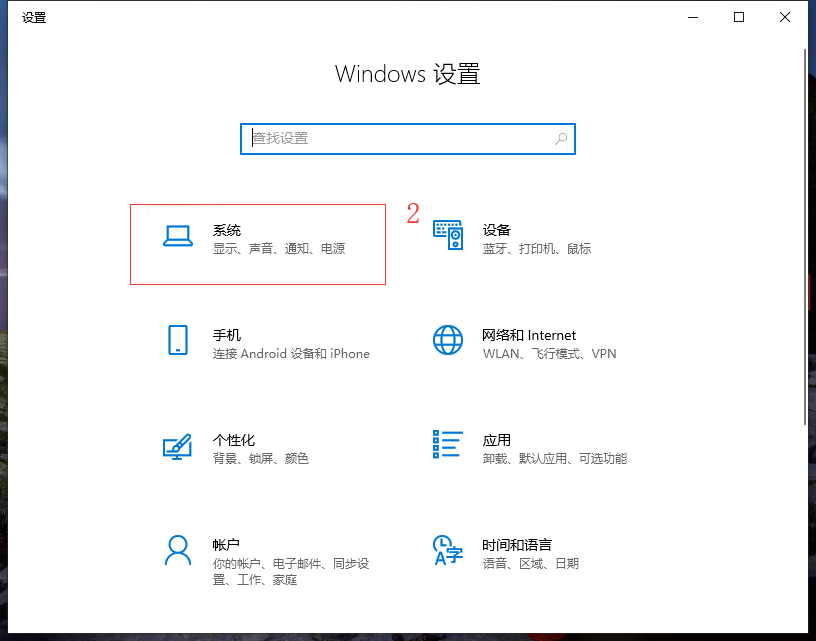 设置
Windows 设置
查找设置
2
系统
显示、声音、通知、电源
设备
蓝牙、打印机、鼠标
手机
连接 Android 设备和 iPhone
网络和 Internet
WLAN、飞行模式、VPN
个性化
背景、锁屏、颜色
应用
卸载、默认应用、可选功能
帐户
你的帐户、电子邮件、同步设
置、工作、家庭
时间和语言
语音、区域、日期